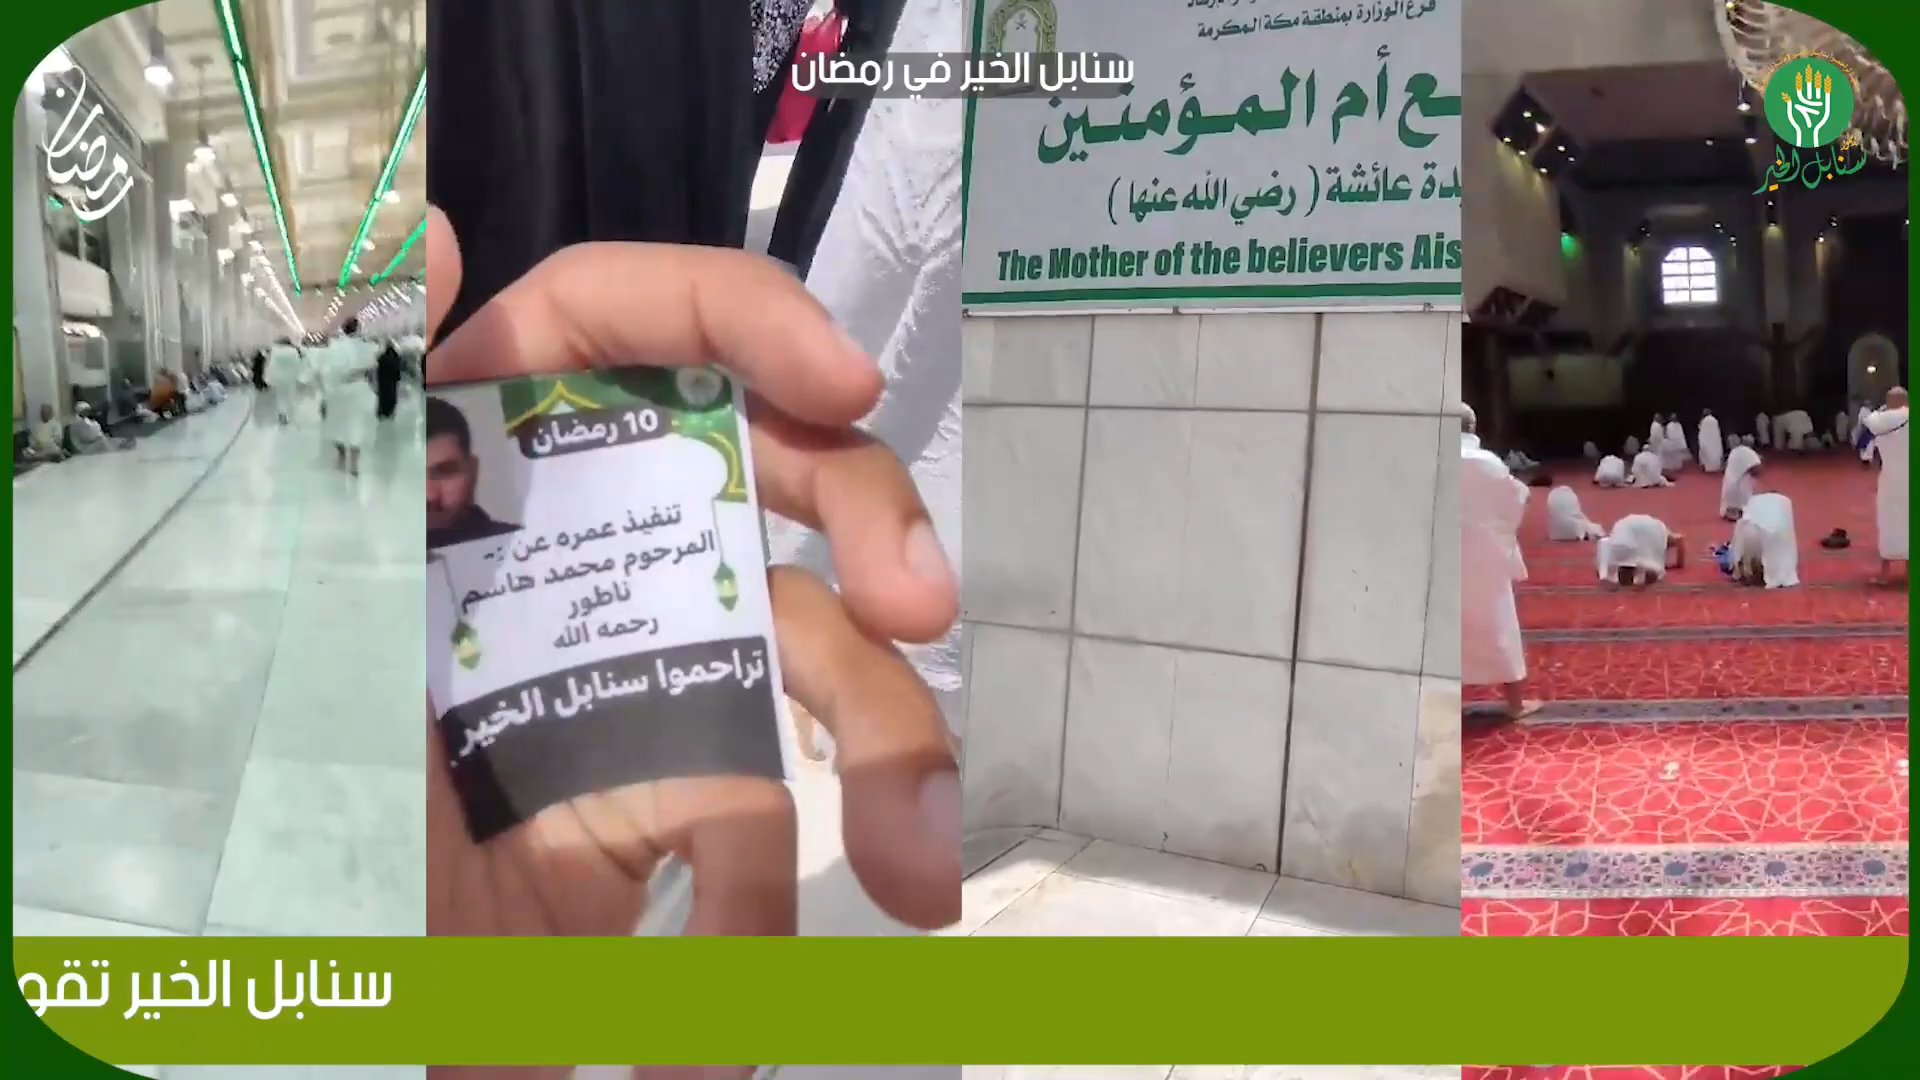 سنابل الخير في رمضان
رمضان
سنابل الخير
فرع الوزارة بمنطقة مكة المكرمة
أم المؤمنين
عائشة ( رضي الله عنها )
The Mother of the believers Ais
10 رمضان
تنفيذ عمره عن :-
المرحوم محمد هاسم
ناطور
رحمه الله
تراحموا سنابل الخير
سنابل الخير تقو